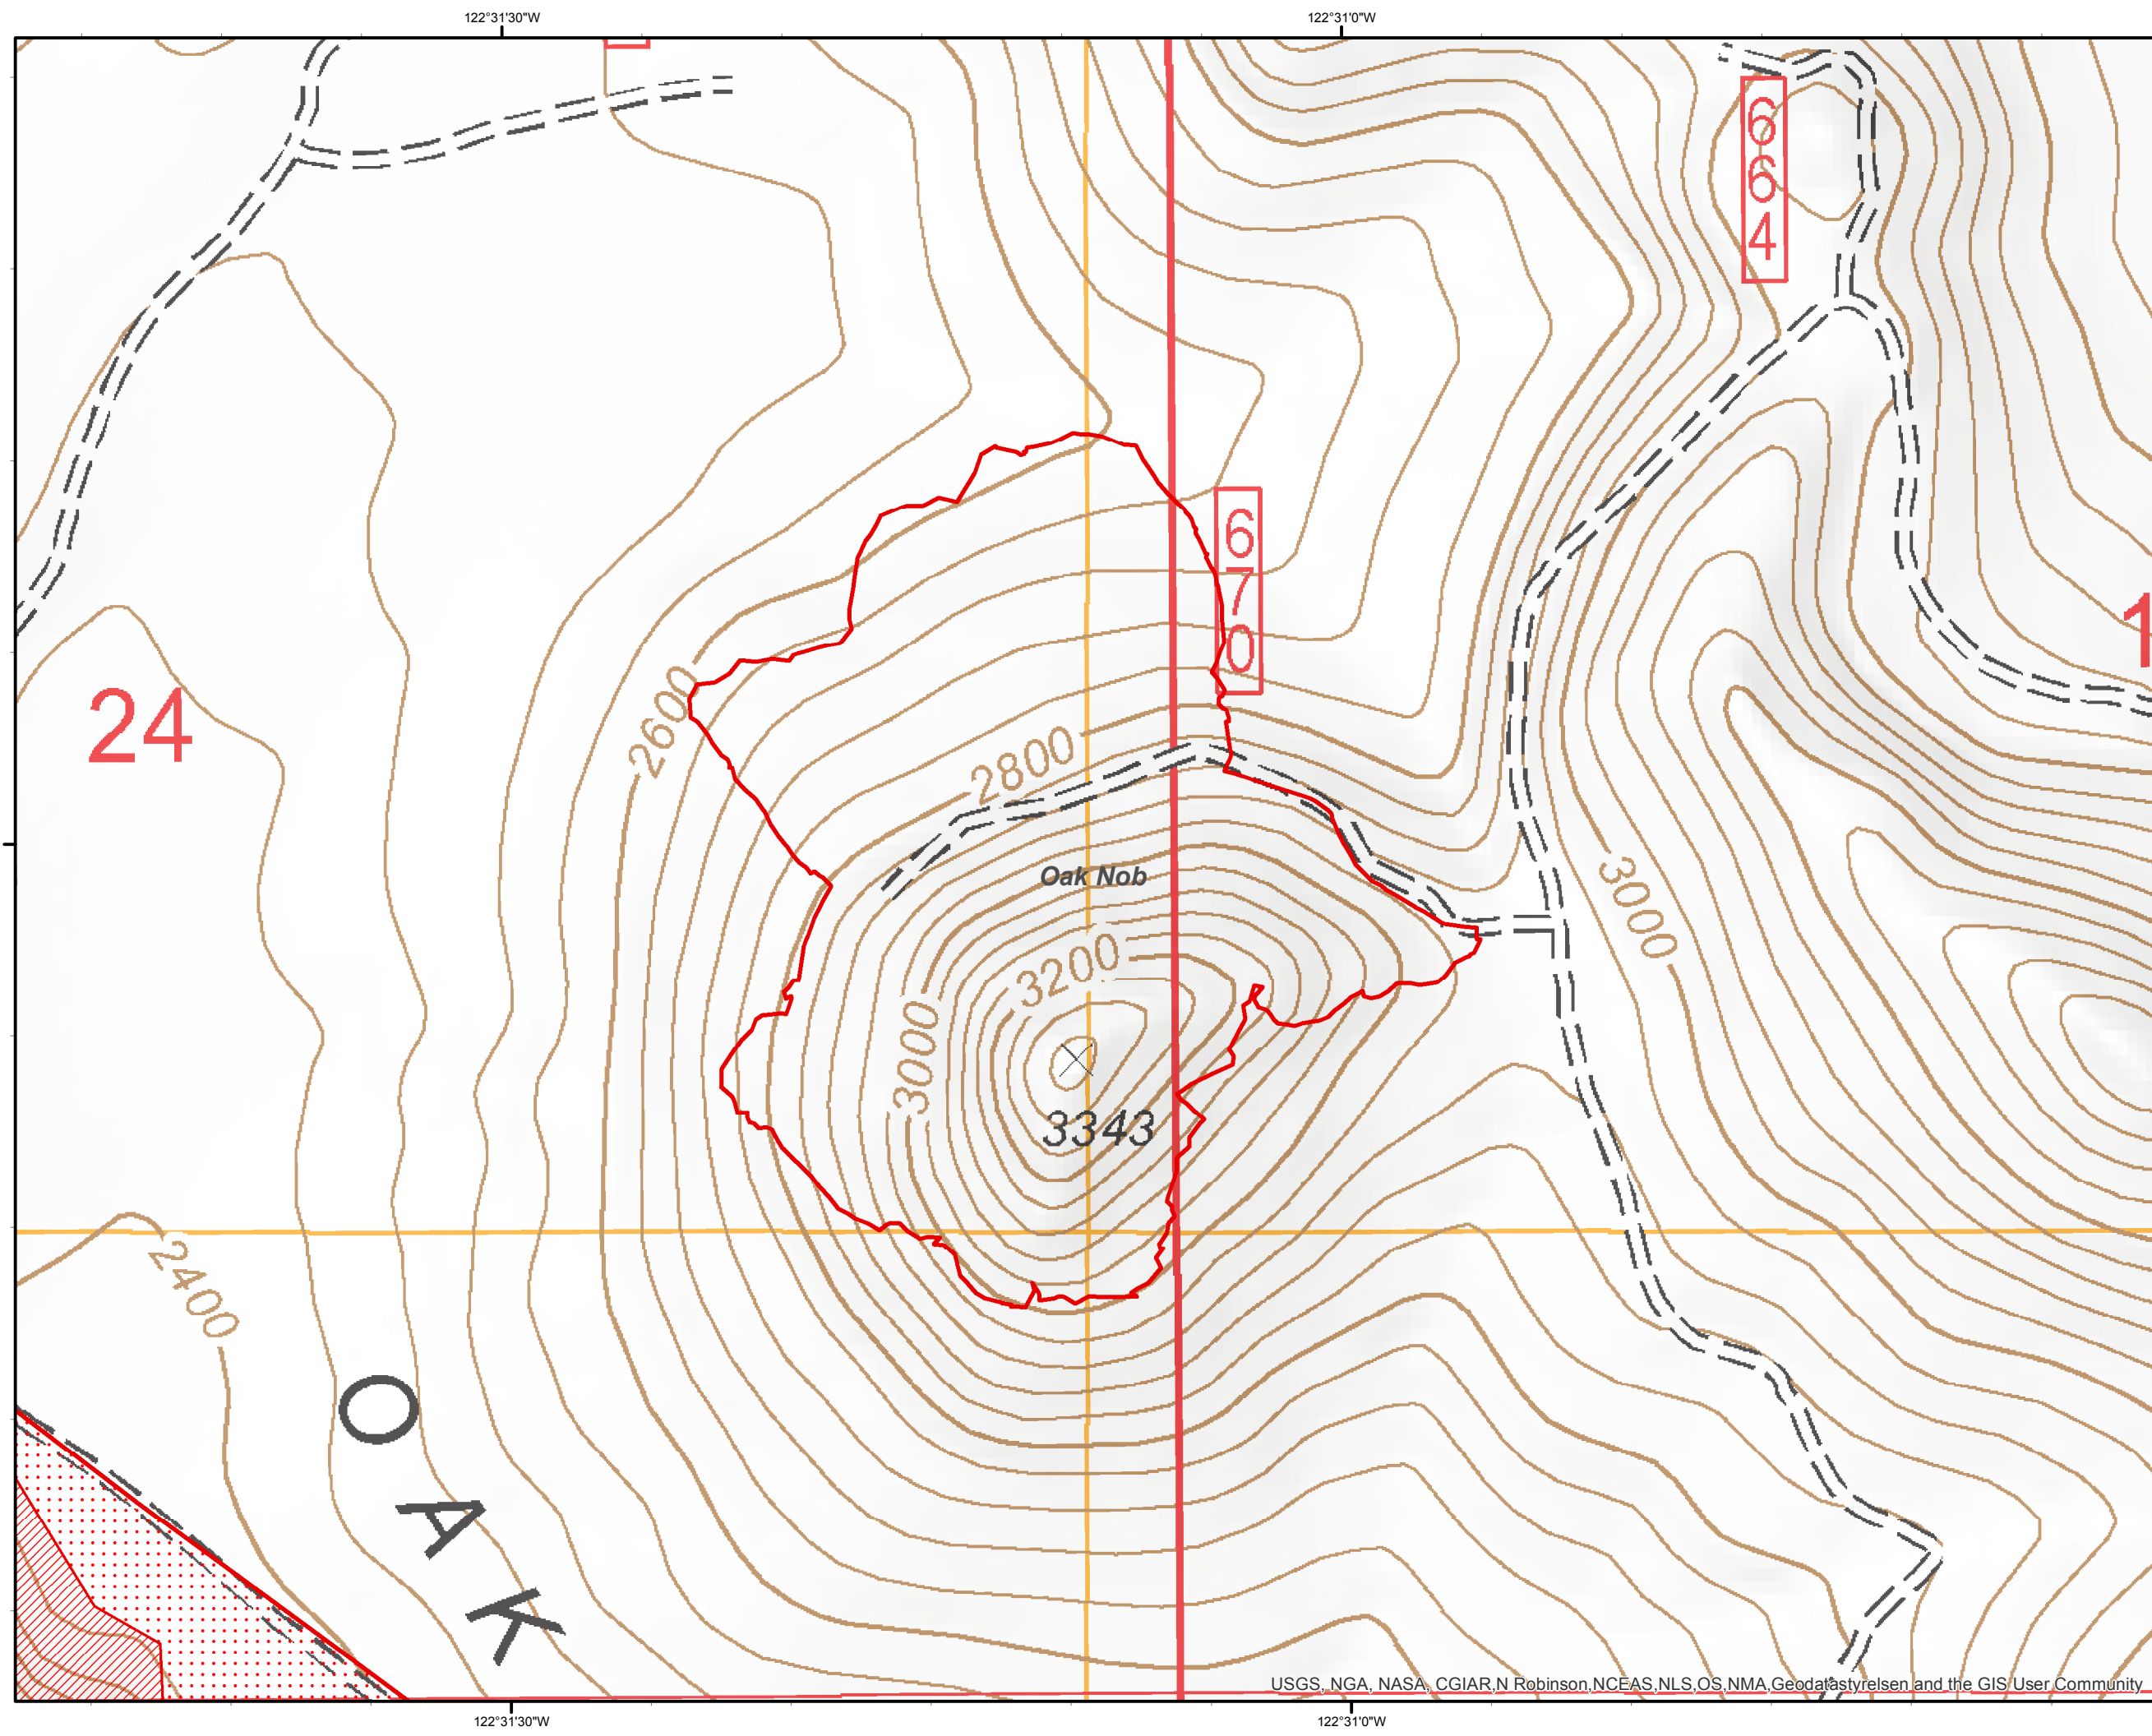 122°31'30"W
122°31'0"W
664
670
1
24
2600
2800
Oak Nob
3000
3200
3000
3343
2400
OAK
USGS, NGA, NASA, CGIAR,N Robinson,NCEAS,NLS,OS,NMA,Geodatastyrelsen and the GIS User Community
122°31'30"W
122°31'0"W